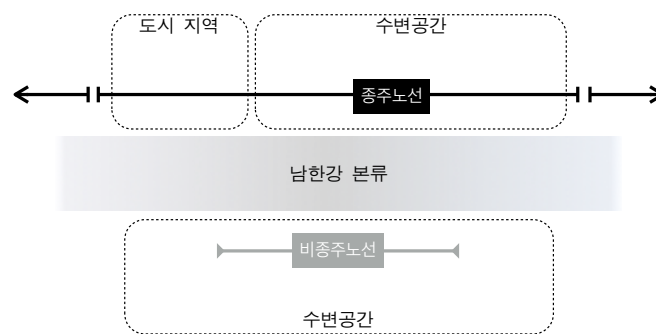 도시 지역
수변공간
종주노선
남한강 본류
비종주노선
수변공간